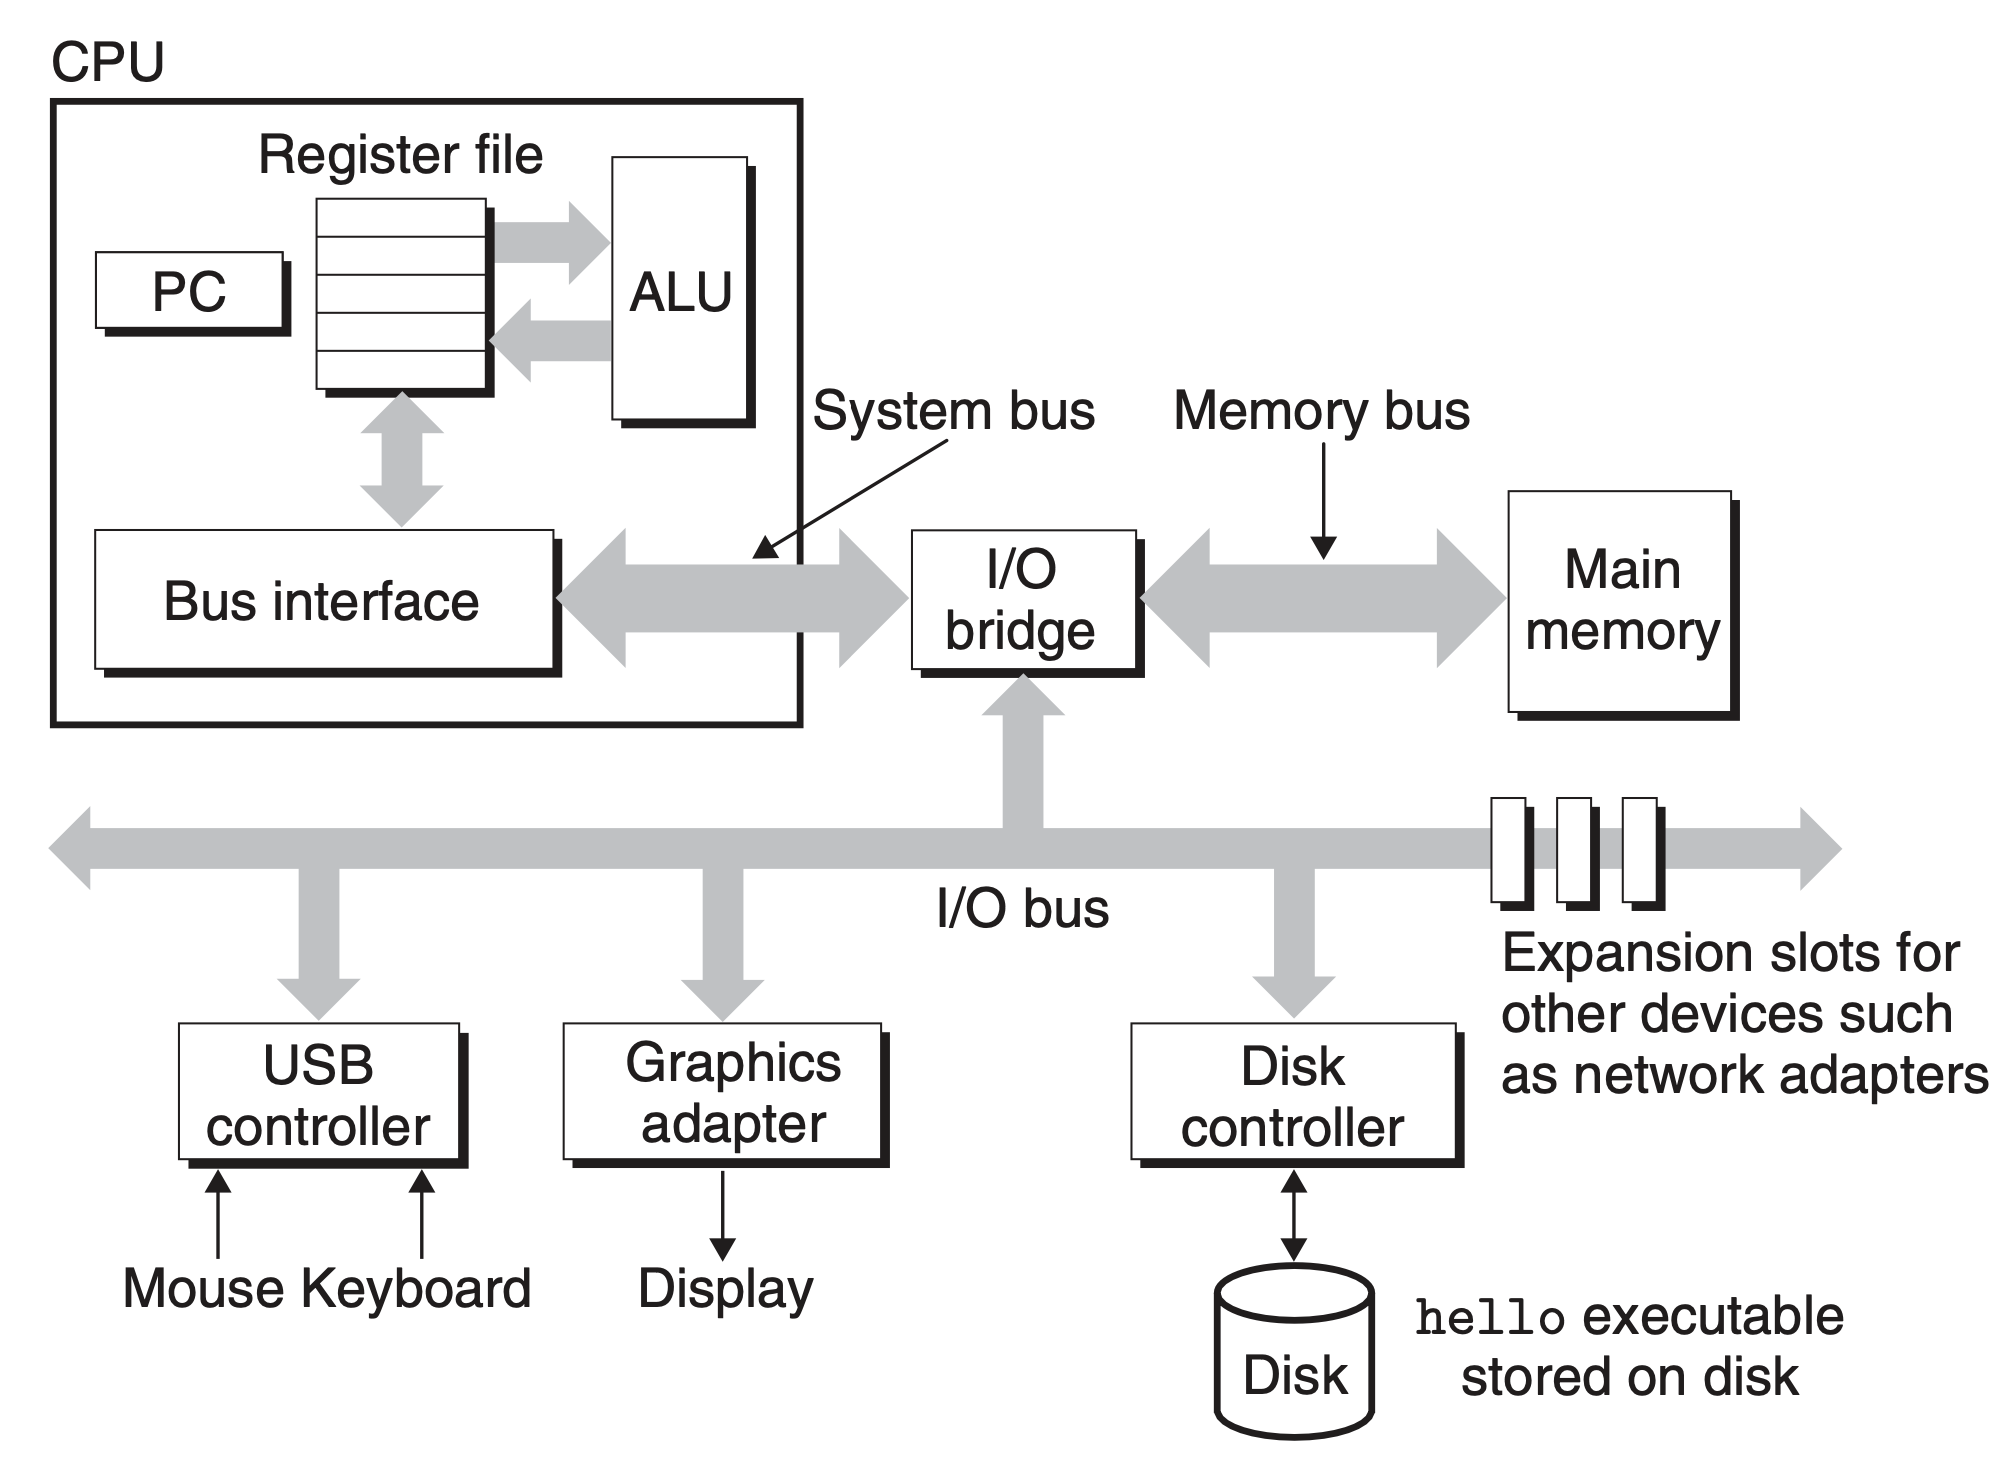 CPU
Register file
PC
ALU
System bus
Memory bus
Bus interface
I/O
bridge
Main
memory
I/O bus
Expansion slots for
other devices such
as network adapters
USB
controller
Graphics
adapter
Disk
controller
Mouse Keyboard
Display
Disk
hello executable
stored on disk